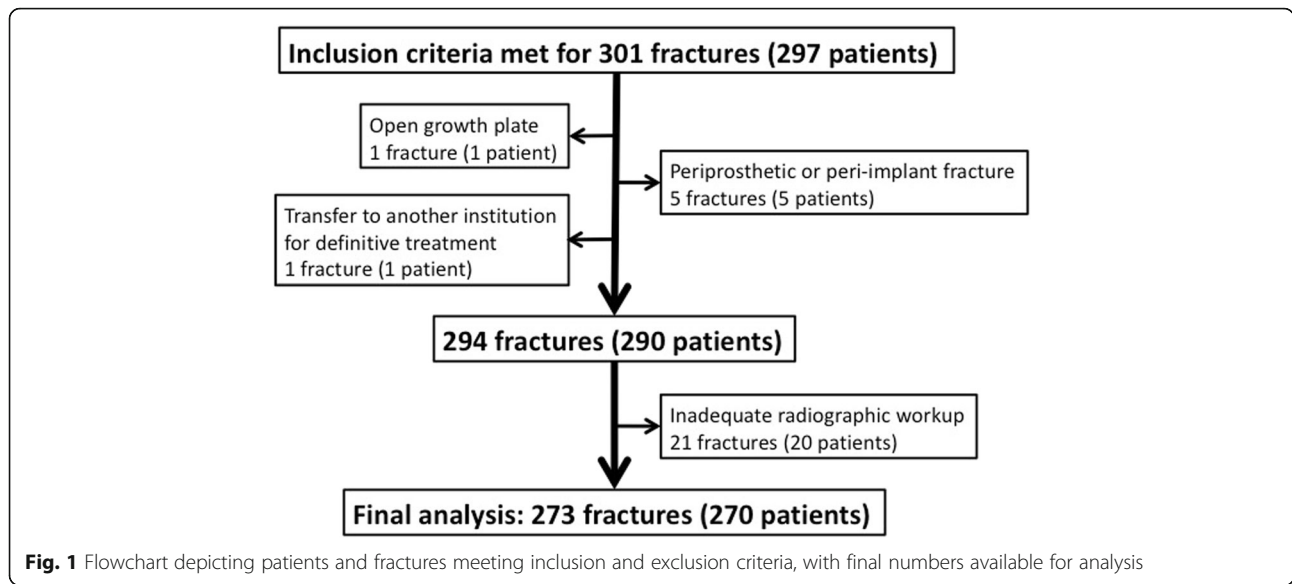 Inclusion criteria met for 301 fractures (297 patients)
Open growth plate
1 fracture (1 patient)
Periprosthetic or peri-implant fracture
5 fractures (5 patients)
Transfer to another institution
for definitive treatment
1 fracture (1 patient)
294 fractures (290 patients)
Inadequate radiographic workup
21 fractures (20 patients)
Final analysis: 273 fractures (270 patients)
Fig. 1 Flowchart depicting patients and fractures meeting inclusion and exclusion criteria, with final numbers available for analysis